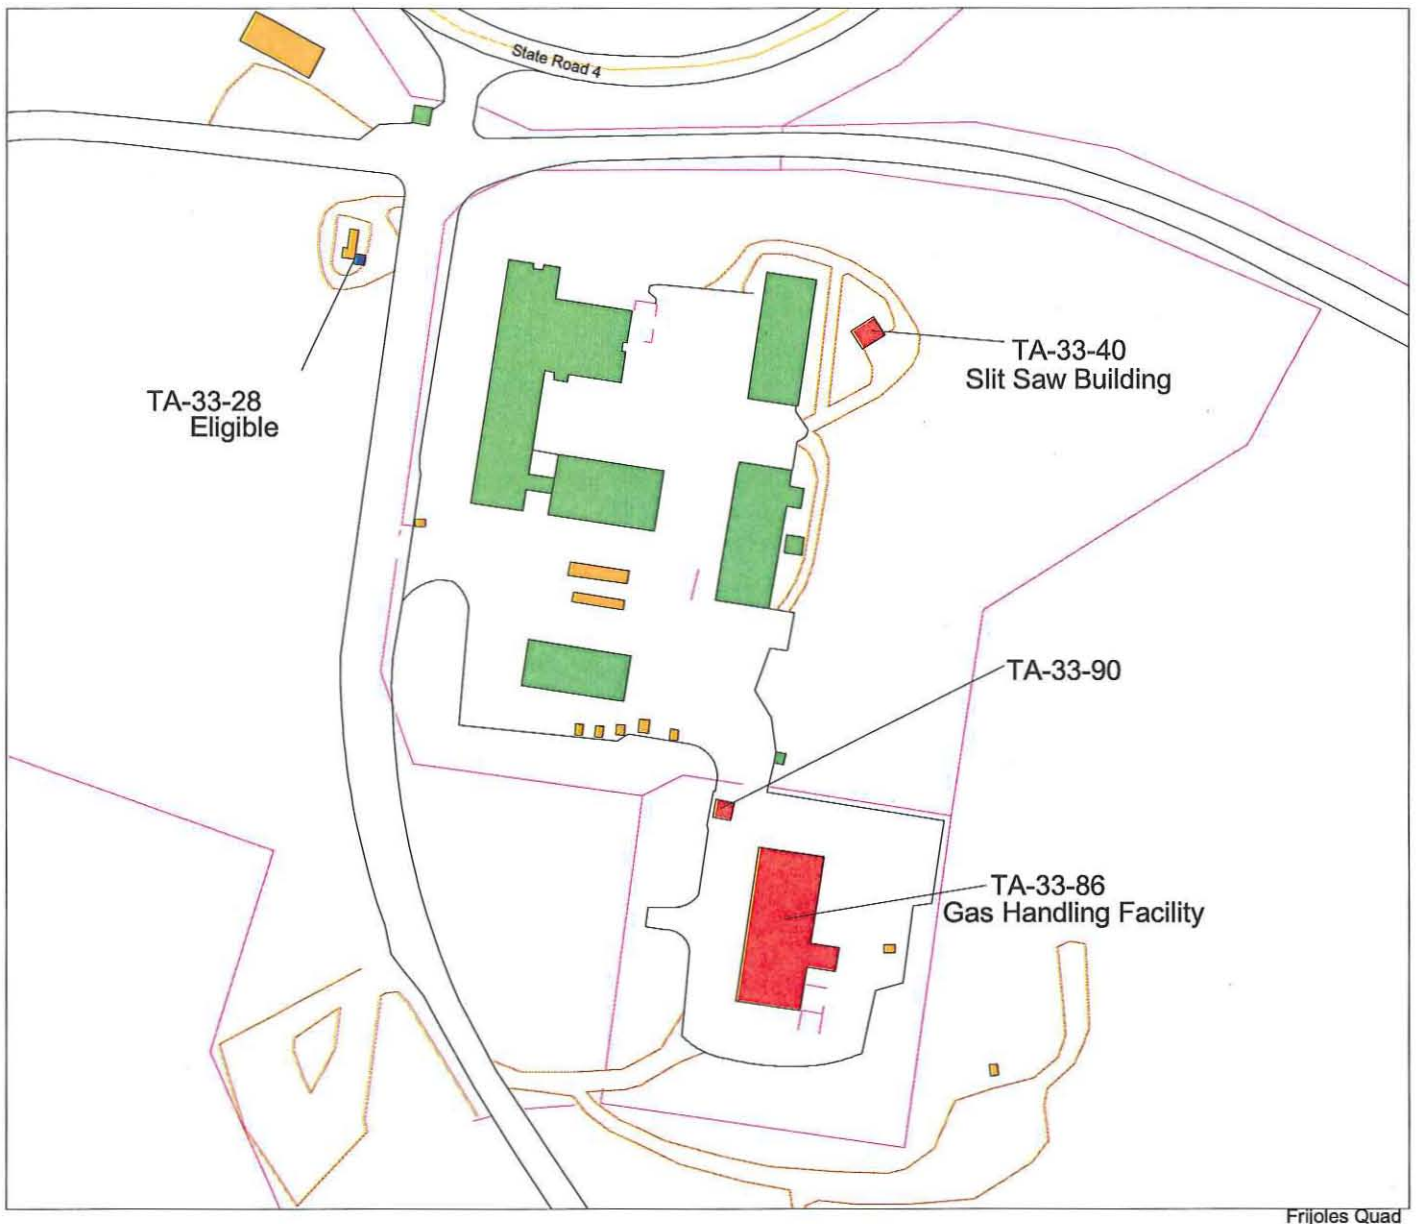 State Road 4
TA-33-40
Slit Saw Building
TA-33-28
Eligible
TA-33-90
TA-33-86
Gas Handling Facility
Frijoles Quad